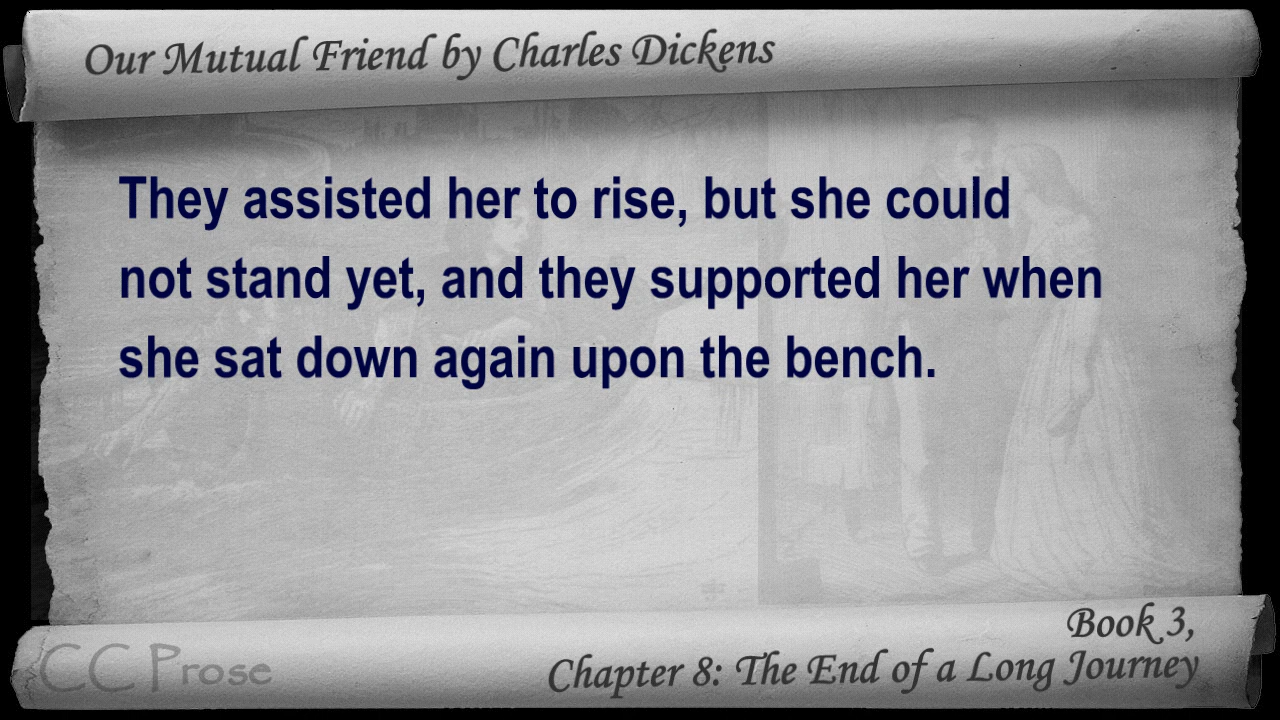 Our Mutual Friend by Charles Dickens
They assisted her to rise, but she could
not stand yet, and they supported her when
she sat down again upon the bench.
Book 3,
Chapter 8: The End of a Long Journey
CC Prose